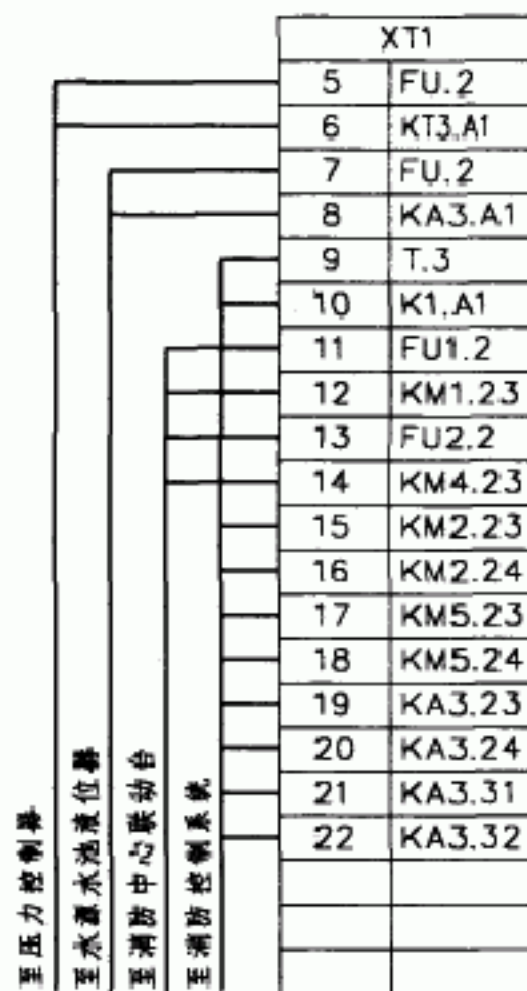 XT1
5 FU.2
6 KT3.A1
7 FU.2
8 KA3.A1
9 T.3
10 K1.A1
11 FU1.2
12 KM1.23
13 FU2.2
14 KM4.23
15 KM2.23
16 KM2.24
17 KM5.23
18 KM5.24
19 KA3.23
20 KA3.24
21 KA3.31
22 KA3.32
至压力控制器
至水源水池液位器
至消防中心联动台
至消防控制系统